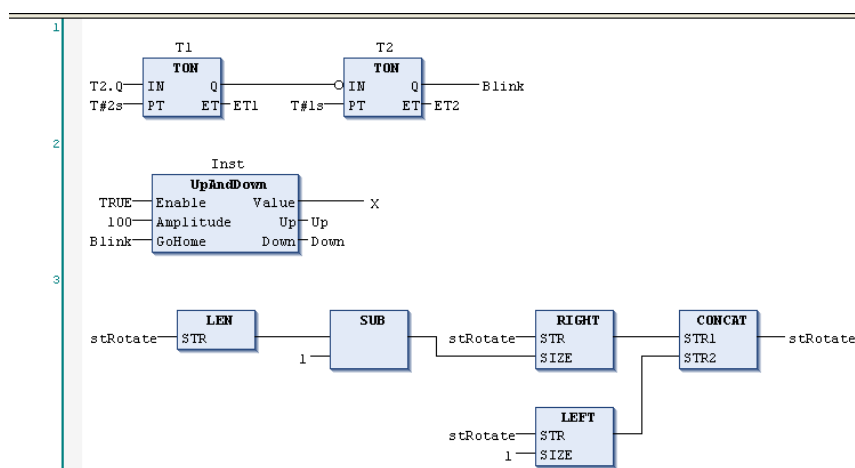 1
T1 T2
TON TON
T2.Q IN Q IN Q Blink
T#2s PT ET ET1 T#1s PT ET ET2
2
Inst
UpAndDown
TRUE Enable Value X
100 Amplitude Up Up
Blink GoHome Down Down
3
LEN SUB RIGHT CONCAT
stRotate STR stRotate STR STR1 stRotate
1 SIZE STR2
LEFT
stRotate STR
1 SIZE